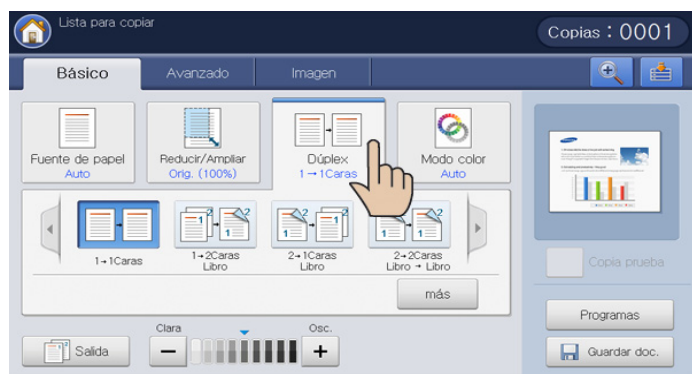 Lista para copiar
Copias : 0001
Básico
Avanzado
Imagen
Fuente de papel
Auto
Reducir/Ampliar
Orig. (100%)
Dúplex
1→1Caras
Modo color
Auto
1→1Caras
1→2Caras
Libro
2→1Caras
Libro
2→2Caras
Libro → Libro
más
Copia prueba
Programas
Guardar doc.
Salida
Clara
Osc.